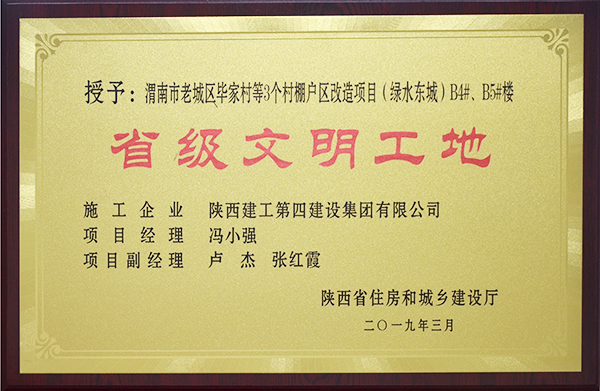 授予：渭南市老城区毕家村等3个村棚户区改造项目（绿水东城）B4#、B5#楼
省级文明工地
施工企业 陕西建工第四建设集团有限公司
项目经理 冯小强
项目副经理 卢杰 张红霞
陕西省住房和城乡建设厅
二〇一九年三月